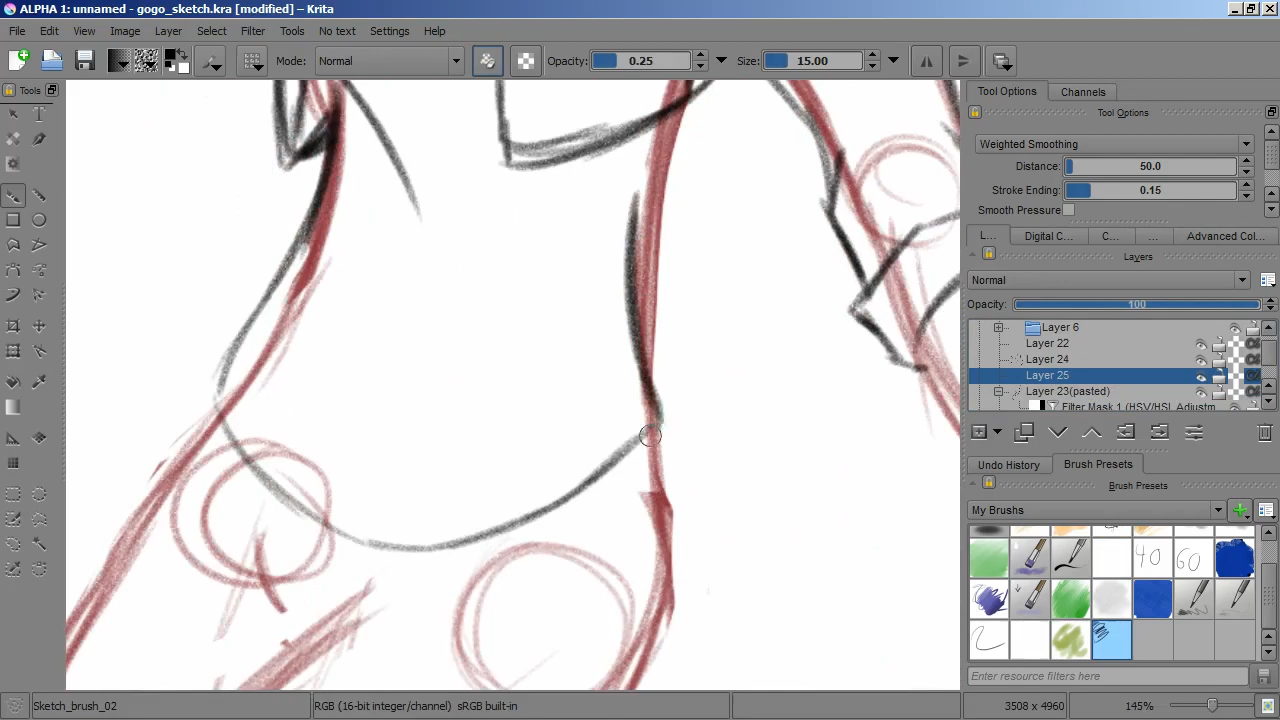 ALPHA 1: unnamed - gogo_sketch.kra [modified] – Krita
File Edit View Image Layer Select Filter Tools No text Settings Help
Mode: Normal Opacity: 0.25 Size: 15.00
Tools
Tool Options Channels
Tool Options
Weighted Smoothing
Distance: 50.0
Stroke Ending: 0.15
Smooth Pressure
L... Digital C... C... ... Advanced Col...
Layers
Normal
Opacity: 100
Layer 6
Layer 22
Layer 24
Layer 25
Layer 23(pasted)
Filter Mask 1 (HSV/HSL Adjustm
Undo History Brush Presets
Brush Presets
My Brushes
40 60
Enter resource filters here
Sketch_brush_02 RGB (16-bit integer/channel) sRGB built-in 3508 x 4960 145%